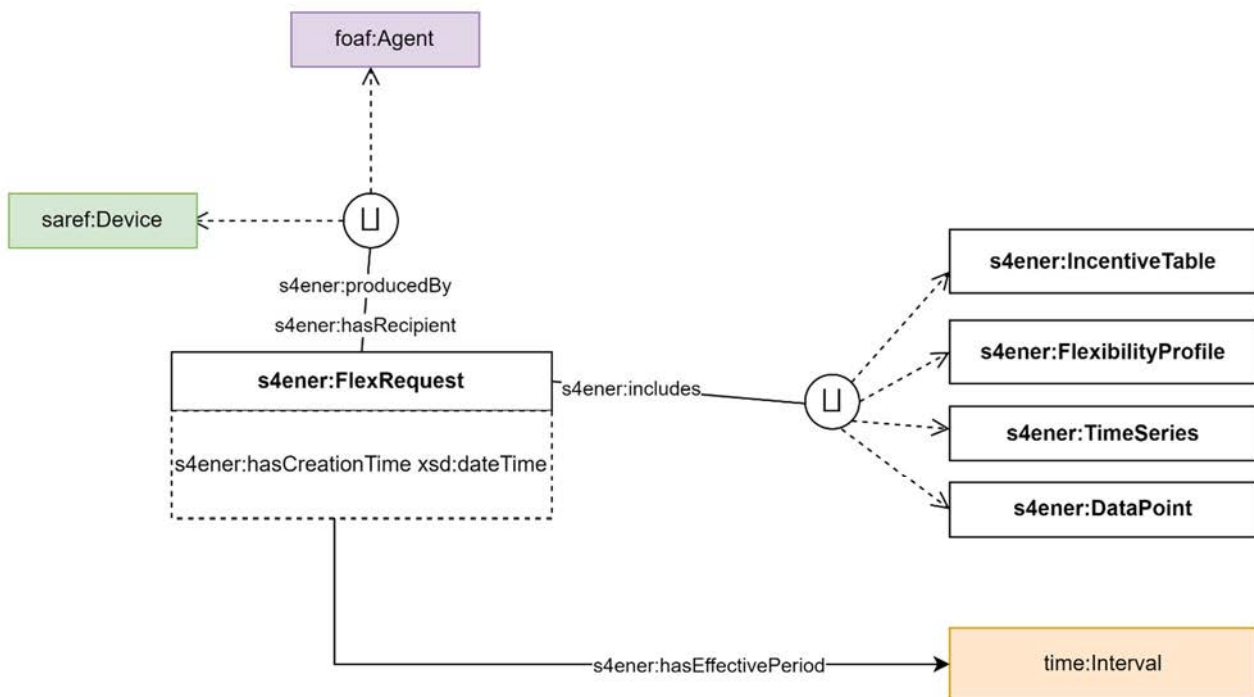 foaf:Agent
saref:Device
⊔
s4ener:producedBy
s4ener:hasRecipient
s4ener:FlexRequest
s4ener:hasCreationTime xsd:dateTime
s4ener:includes
⊔
s4ener:IncentiveTable
s4ener:FlexibilityProfile
s4ener:TimeSeries
s4ener:DataPoint
s4ener:hasEffectivePeriod
time:Interval